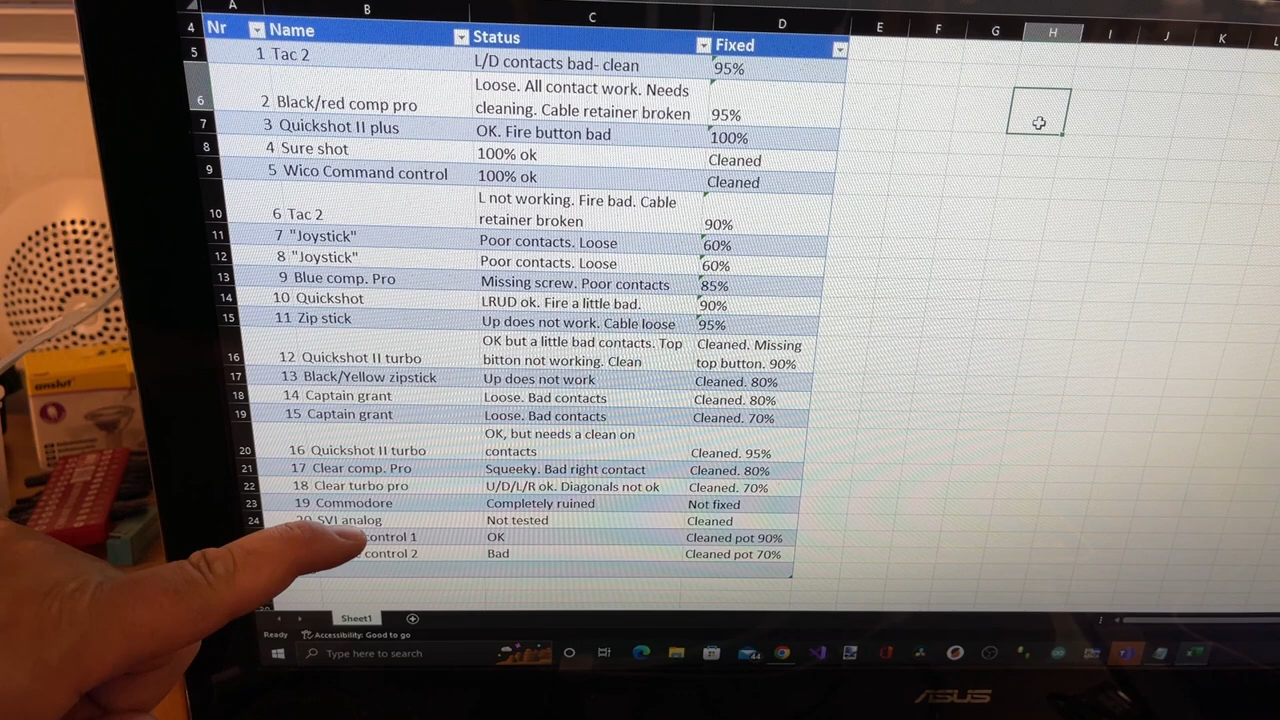 A B C D E F G H I J K L
4 Nr Name Status Fixed
5 1 Tac 2 L/D contacts bad- clean 95%
Loose. All contact work. Needs
6 2 Black/red comp pro cleaning. Cable retainer broken 95%
7 3 Quickshot II plus OK. Fire button bad 100%
8 4 Sure shot 100% ok Cleaned
9 5 Wico Command control 100% ok Cleaned
L not working. Fire bad. Cable
10 6 Tac 2 retainer broken 90%
11 7 "Joystick" Poor contacts. Loose 60%
12 8 "Joystick" Poor contacts. Loose 60%
13 9 Blue comp. Pro Missing screw. Poor contacts 85%
14 10 Quickshot LRUD ok. Fire a little bad. 90%
15 11 Zip stick Up does not work. Cable loose 95%
OK but a little bad contacts. Top Cleaned. Missing
16 12 Quickshot II turbo bitton not working. Clean top button. 90%
17 13 Black/Yellow zipstick Up does not work Cleaned. 80%
18 14 Captain grant Loose. Bad contacts Cleaned. 80%
19 15 Captain grant Loose. Bad contacts Cleaned. 70%
OK, but needs a clean on
20 16 Quickshot II turbo contacts Cleaned. 95%
21 17 Clear comp. Pro Squeeky. Bad right contact Cleaned. 80%
22 18 Clear turbo pro U/D/L/R ok. Diagonals not ok Cleaned. 70%
23 19 Commodore Completely ruined Not fixed
24 20 SVI analog Not tested Cleaned
control 1 OK Cleaned pot 90%
control 2 Bad Cleaned pot 70%
Sheet1
Ready Accessibility: Good to go
Type here to search
44
ASUS
anslut